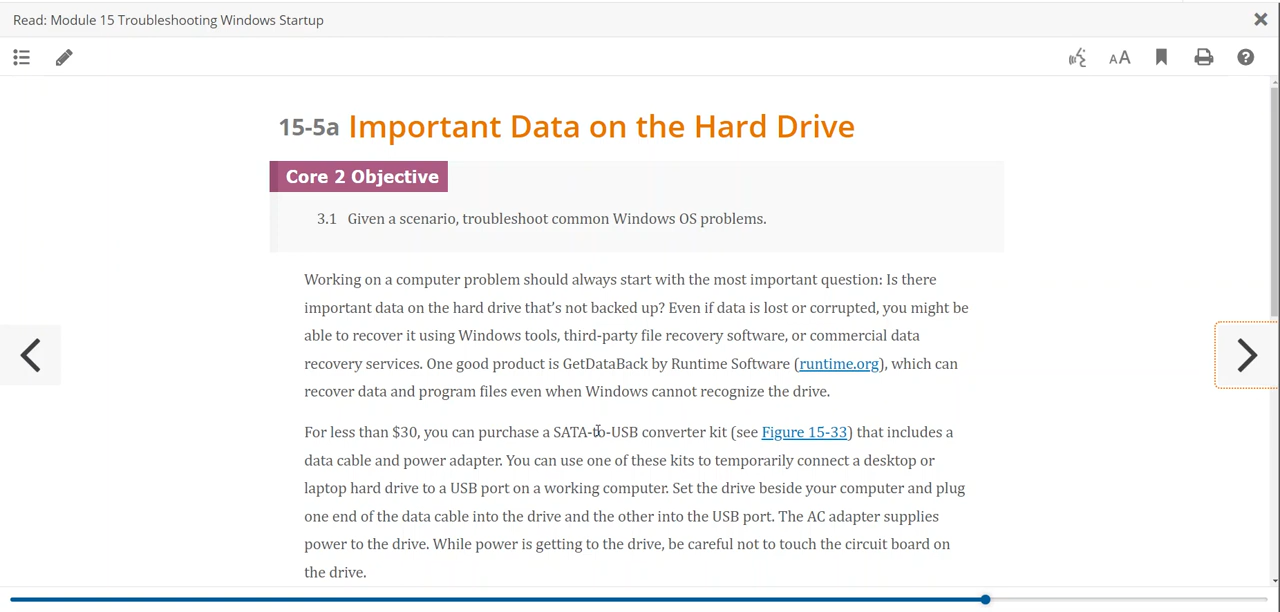 Read: Module 15 Troubleshooting Windows Startup
AA
15-5a Important Data on the Hard Drive
Core 2 Objective
3.1 Given a scenario, troubleshoot common Windows OS problems.
Working on a computer problem should always start with the most important question: Is there
important data on the hard drive that’s not backed up? Even if data is lost or corrupted, you might be
able to recover it using Windows tools, third-party file recovery software, or commercial data
recovery services. One good product is GetDataBack by Runtime Software (runtime.org), which can
recover data and program files even when Windows cannot recognize the drive.
For less than $30, you can purchase a SATA-to-USB converter kit (see Figure 15-33) that includes a
data cable and power adapter. You can use one of these kits to temporarily connect a desktop or
laptop hard drive to a USB port on a working computer. Set the drive beside your computer and plug
one end of the data cable into the drive and the other into the USB port. The AC adapter supplies
power to the drive. While power is getting to the drive, be careful not to touch the circuit board on
the drive.